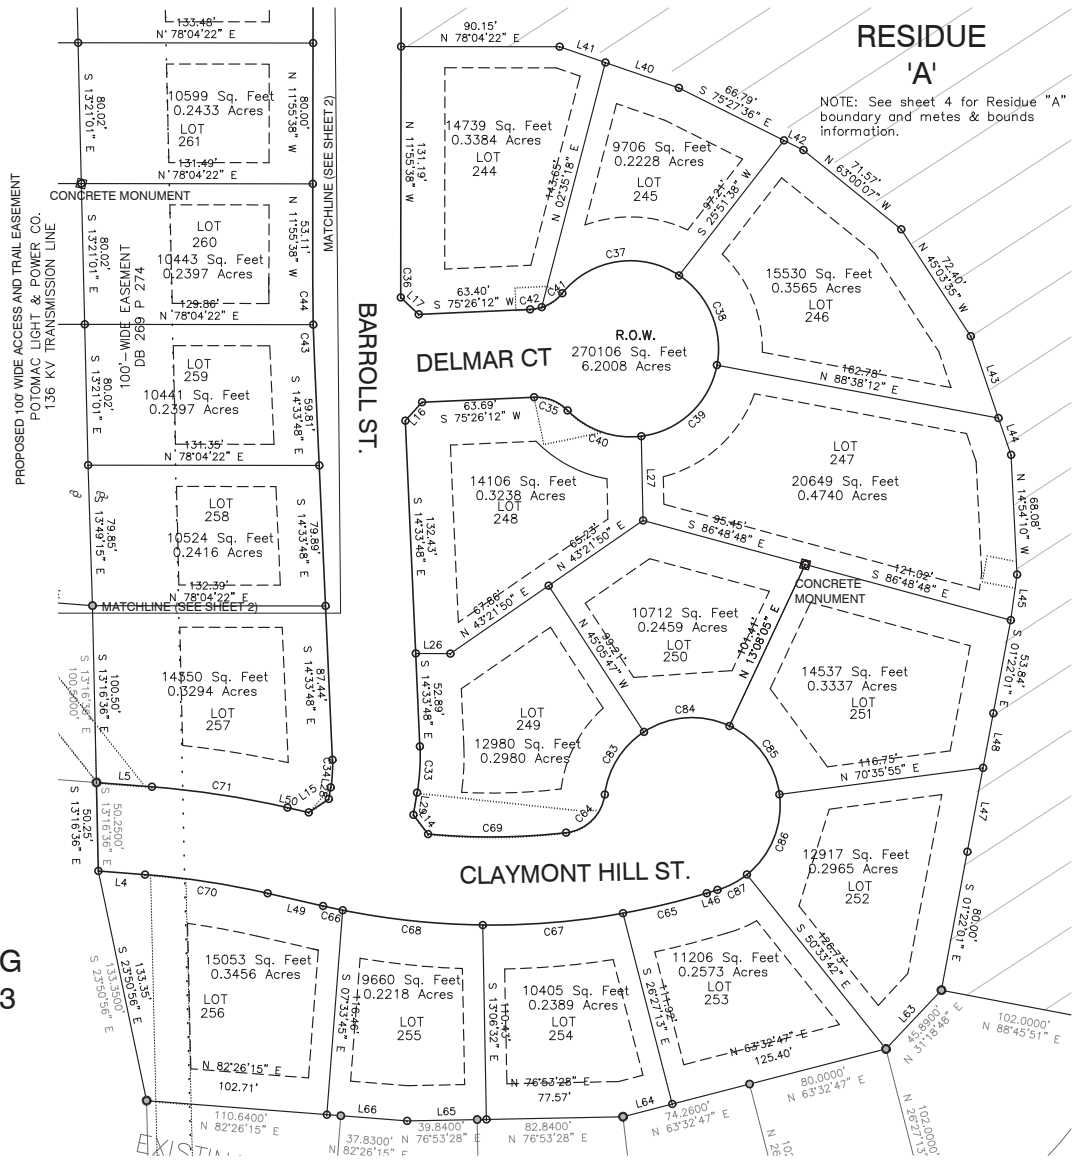 RESIDUE
'A'
NOTE: See sheet 4 for Residue "A"
boundary and metes & bounds
information.
133.48'
N 78°04'22" E
90.15'
N 78°04'22" E
L41
L40
66.79'
S 75°27'36" E
L42
71.57'
N 63°00'07" W
72.40'
N 45°03'35" W
L43
L44
68.08'
N 14°54'10" W
L45
53.84'
S 01°22'01" E
L48
L47
80.00'
S 01°22'01" E
L63
S 13°21'01" E
80.02'
10599 Sq. Feet
0.2433 Acres
LOT
261
N 11°55'38" W
80.00'
131.49'
N 78°04'22" E
CONCRETE MONUMENT
MATCHLINE (SEE SHEET 2)
PROPOSED 100' WIDE ACCESS AND TRAIL EASEMENT
POTOMAC LIGHT & POWER CO.
136 KV TRANSMISSION LINE
100'-WIDE EASEMENT
DB 269 P 274
S 13°21'01" E
80.02'
LOT
260
10443 Sq. Feet
0.2397 Acres
N 11°55'38" W
53.11'
C44
129.86'
N 78°04'22" E
C43
S 13°21'01" E
80.02'
LOT
259
10441 Sq. Feet
0.2397 Acres
S 14°33'48" E
59.81'
131.35'
N 78°04'22" E
S 13°49'15" E
79.85'
LOT
258
10524 Sq. Feet
0.2416 Acres
S 14°33'48" E
79.89'
132.39'
N 78°04'22" E
MATCHLINE (SEE SHEET 2)
S 13°16'36" E
100.5000'
S 13°16'36" E
100.50'
14350 Sq. Feet
0.3294 Acres
LOT
257
S 14°33'48" E
87.44'
C34
L28
L15
L50
L5
C71
50.25'
S 13°16'36" E
50.2500'
S 13°16'36" E
BARROLL ST.
N 11°55'38" W
131.19'
14739 Sq. Feet
0.3384 Acres
LOT
244
143.65'
N 02°35'18" E
9706 Sq. Feet
0.2228 Acres
LOT
245
97.21'
S 25°51'38" W
15530 Sq. Feet
0.3565 Acres
LOT
246
C36
L17
63.40'
S 75°26'12" W
C42
C41
C37
C38
R.O.W.
270106 Sq. Feet
6.2008 Acres
DELMAR CT
162.78'
N 88°38'12" E
L16
63.69'
S 75°26'12" W
C35
C40
C39
L27
LOT
247
20649 Sq. Feet
0.4740 Acres
14106 Sq. Feet
0.3238 Acres
LOT
248
132.43'
S 14°33'48" E
65.23'
N 43°21'50" E
67.86'
N 43°21'50" E
95.45'
S 86°48'48" E
121.02'
S 86°48'48" E
CONCRETE
MONUMENT
L26
10712 Sq. Feet
0.2459 Acres
LOT
250
99.21'
N 45°05'47" W
101.41'
N 13°08'05" E
14537 Sq. Feet
0.3337 Acres
LOT
251
52.89'
S 14°33'48" E
LOT
249
12980 Sq. Feet
0.2980 Acres
C84
C83
C85
116.75'
N 70°35'55" E
C33
L29
L14
C69
C64
C86
C87
12917 Sq. Feet
0.2965 Acres
LOT
252
CLAYMONT HILL ST.
L4
C70
L49
C66
C68
C67
C65
L46
G
3
133.35'
S 23°50'56" E
133.3500'
S 23°50'56" E
15053 Sq. Feet
0.3456 Acres
LOT
256
S 07°33'45" E
116.46'
9660 Sq. Feet
0.2218 Acres
LOT
255
S 13°06'32" E
110.43'
10405 Sq. Feet
0.2389 Acres
LOT
254
S 26°27'13" E
111.92'
11206 Sq. Feet
0.2573 Acres
LOT
253
126.73'
S 50°33'42" E
N 82°26'15" E
102.71'
N 76°53'28" E
77.57'
N 63°32'47" E
125.40'
110.6400'
N 82°26'15" E
L66
37.8300'
N 82°26'15" E
L65
39.8400'
N 76°53'28" E
82.8400'
N 76°53'28" E
L64
74.2600'
N 63°32'47" E
80.0000'
N 63°32'47" E
45.8900'
N 31°19'48" E
102.0000'
N 88°45'51" E
102.0000'
N 26°27'13"